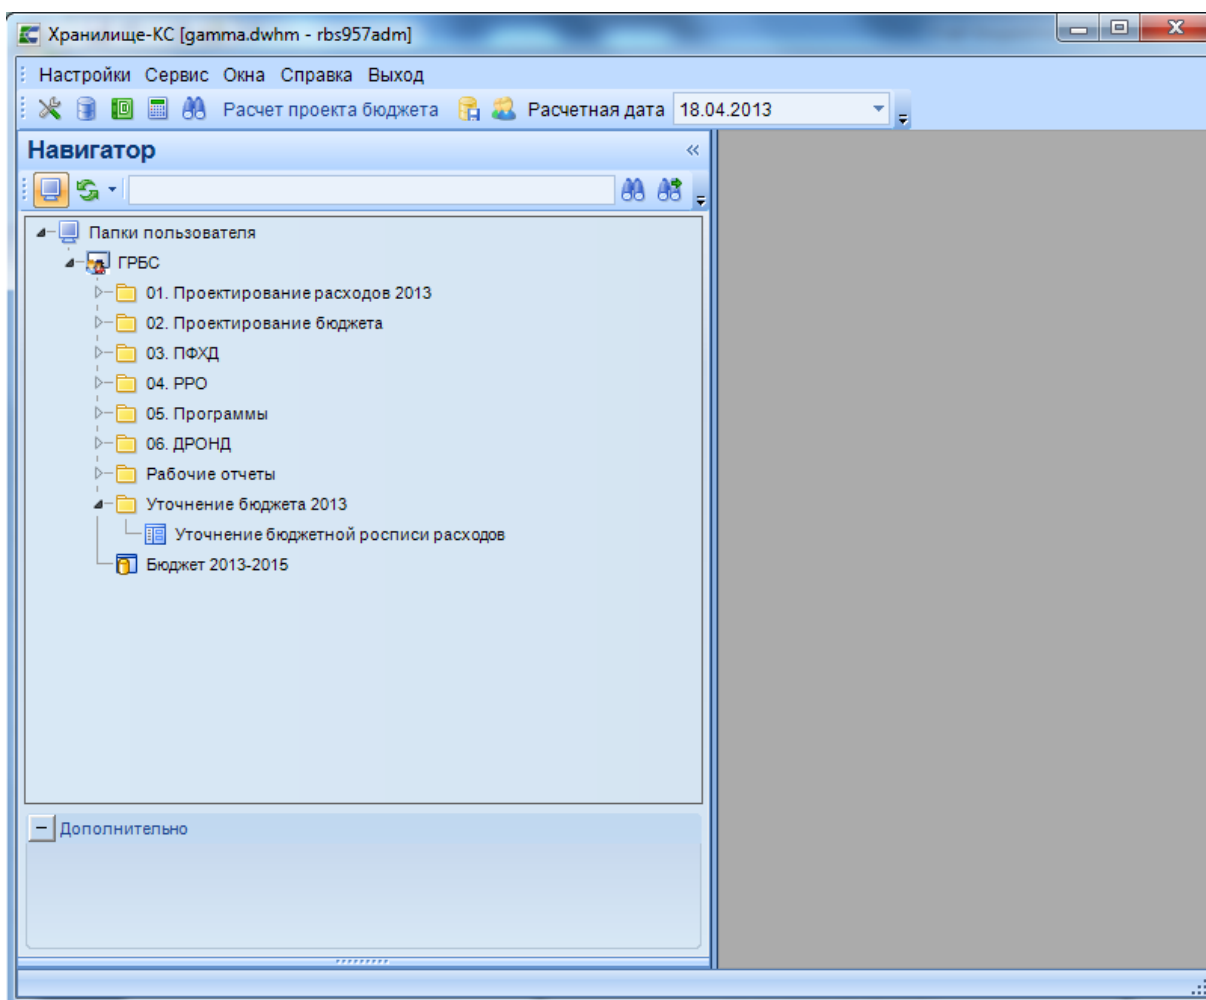 Хранилище-КС [gamma.dwhm - rbs957adm]
Настройки Сервис Окна Справка Выход
Расчет проекта бюджета Расчетная дата 18.04.2013
Навигатор
Папки пользователя
ГРБС
01. Проектирование расходов 2013
02. Проектирование бюджета
03. ПФХД
04. РРО
05. Программы
06. ДРОНД
Рабочие отчеты
Уточнение бюджета 2013
Уточнение бюджетной росписи расходов
Бюджет 2013-2015
Дополнительно